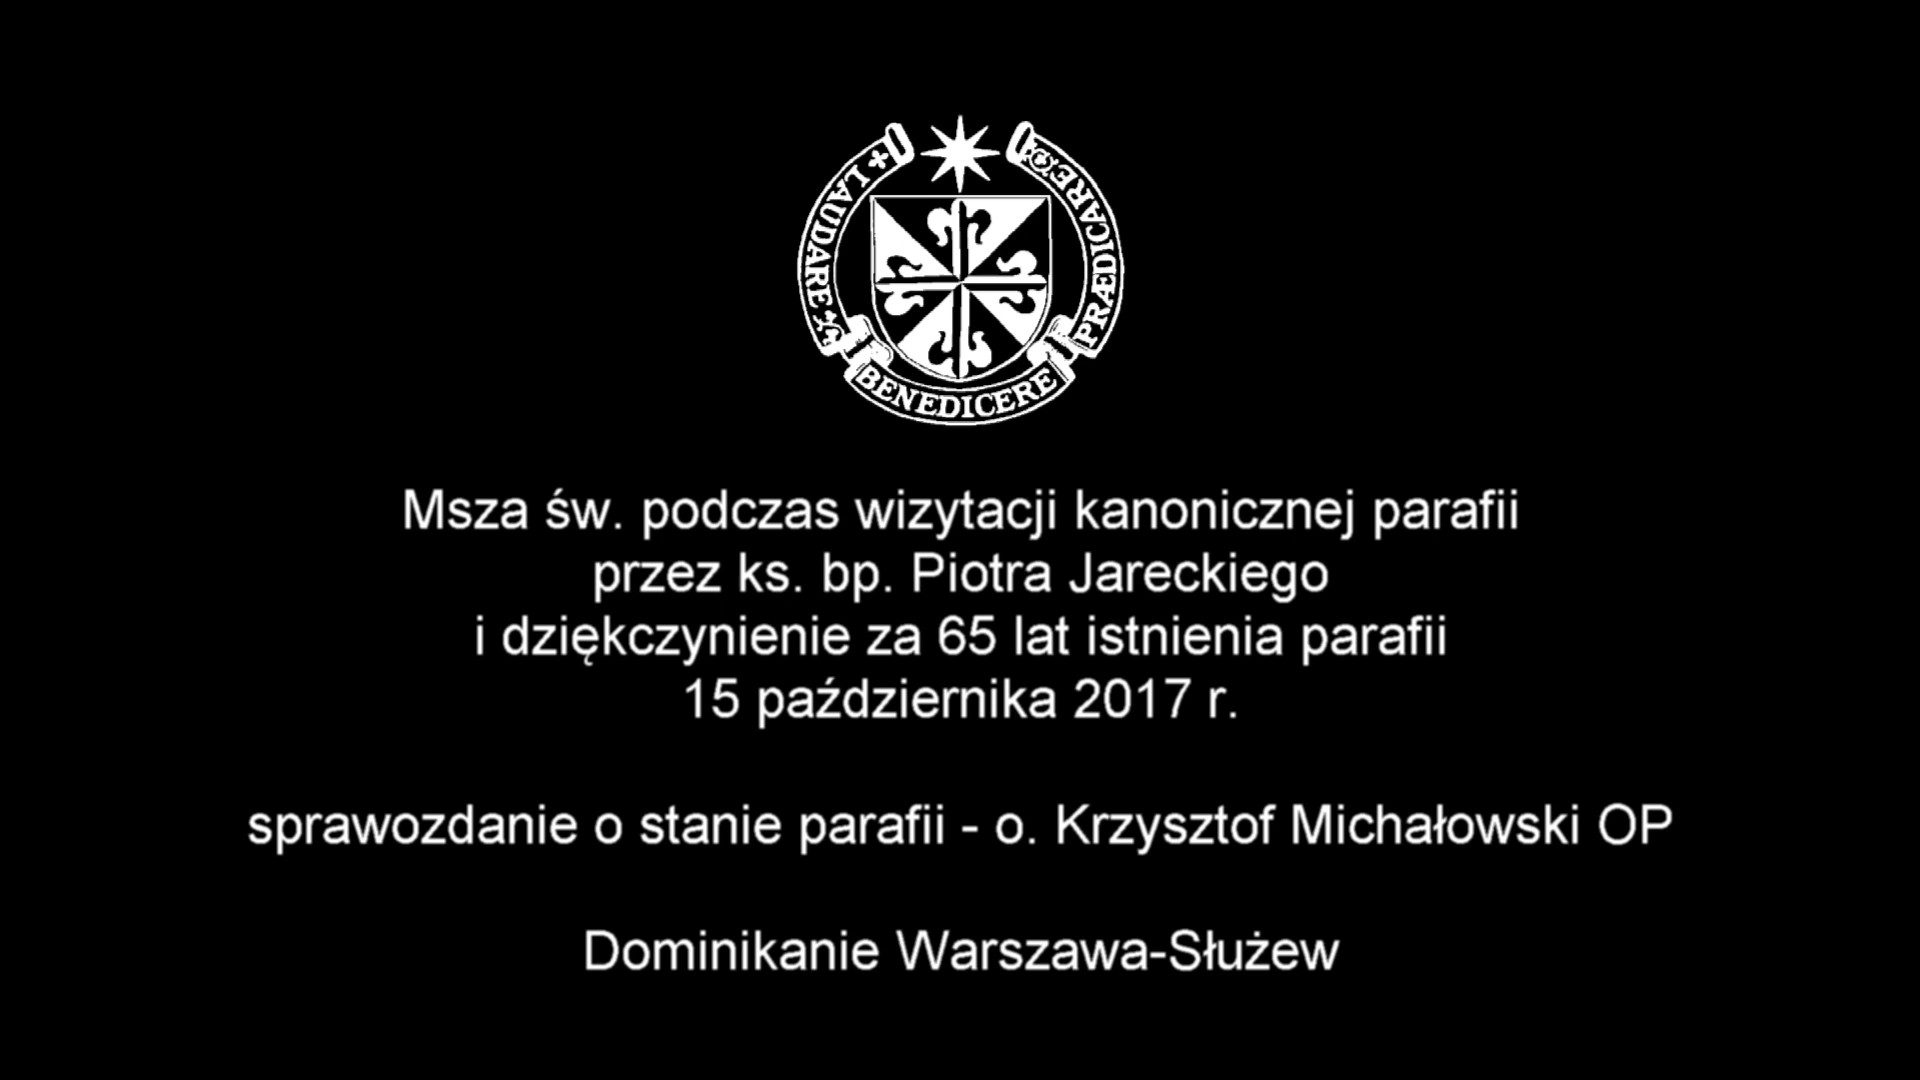 LAUDARE
BENEDICERE
PRÆDICARE
Msza św. podczas wizytacji kanonicznej parafii
przez ks. bp. Piotra Jareckiego
i dziękczynienie za 65 lat istnienia parafii
15 października 2017 r.
sprawozdanie o stanie parafii - o. Krzysztof Michałowski OP
Dominikanie Warszawa-Służew